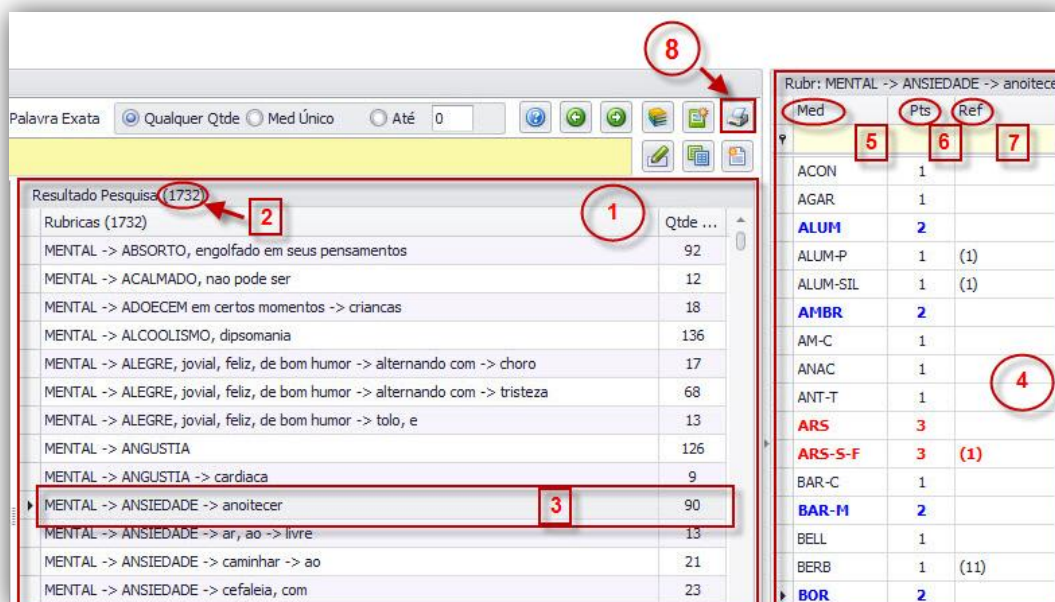 8
Palavra Exata Qualquer Qtde Med Único Até 0
Resultado Pesquisa (1732)
2
1
Rubricas (1732) Qtde ...
MENTAL -> ABSORTO, engolfado em seus pensamentos 92
MENTAL -> ACALMADO, nao pode ser 12
MENTAL -> ADOECEM em certos momentos -> criancas 18
MENTAL -> ALCOOLISMO, dipsomania 136
MENTAL -> ALEGRE, jovial, feliz, de bom humor -> alternando com -> choro 17
MENTAL -> ALEGRE, jovial, feliz, de bom humor -> alternando com -> tristeza 68
MENTAL -> ALEGRE, jovial, feliz, de bom humor -> tolo, e 13
MENTAL -> ANGUSTIA 126
MENTAL -> ANGUSTIA -> cardiaca 9
MENTAL -> ANSIEDADE -> anoitecer 3 90
MENTAL -> ANSIEDADE -> ar, ao -> livre 13
MENTAL -> ANSIEDADE -> caminhar -> ao 21
MENTAL -> ANSIEDADE -> cefaleia, com 23
Rubr: MENTAL -> ANSIEDADE -> anoitece
Med Pts Ref
5 6 7
ACON 1
AGAR 1
ALUM 2
ALUM-P 1 (1)
ALUM-SIL 1 (1)
AMBR 2
AM-C 1
ANAC 1
4
ANT-T 1
ARS 3
ARS-S-F 3 (1)
BAR-C 1
BAR-M 2
BELL 1
BERB 1 (11)
BOR 2